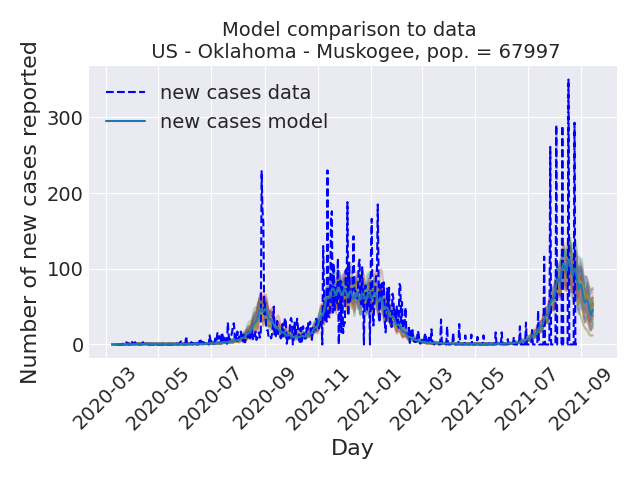 Model comparison to data
US - Oklahoma - Muskogee, pop. = 67997
Number of new cases reported
new cases data
new cases model
300
200
100
0
2020-03
2020-05
2020-07
2020-09
2020-11
2021-01
2021-03
2021-05
2021-07
2021-09
Day